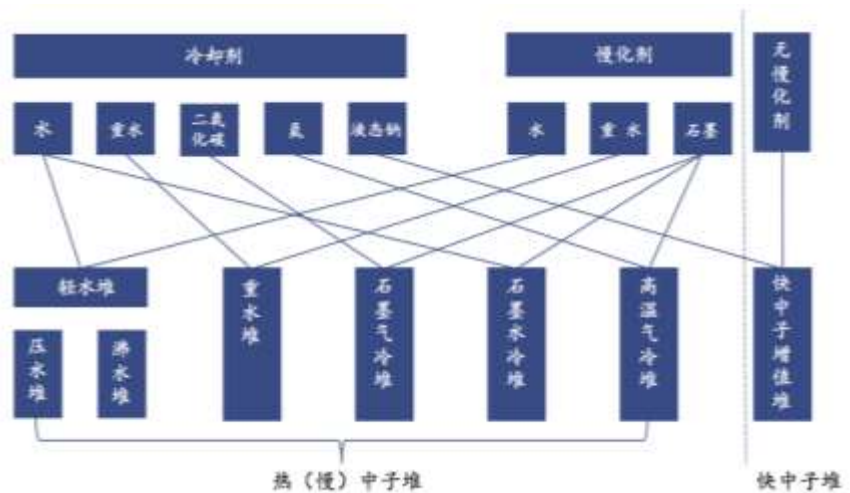 冷却剂
慢化剂
无慢化剂
水
重水
二氧
化碳
氦
液态钠
水
重 水
石墨
轻水堆
重水堆
石墨气冷堆
石墨水冷堆
高温气冷堆
快中子增值堆
压水堆
沸水堆
热（慢）中子堆
快中子堆